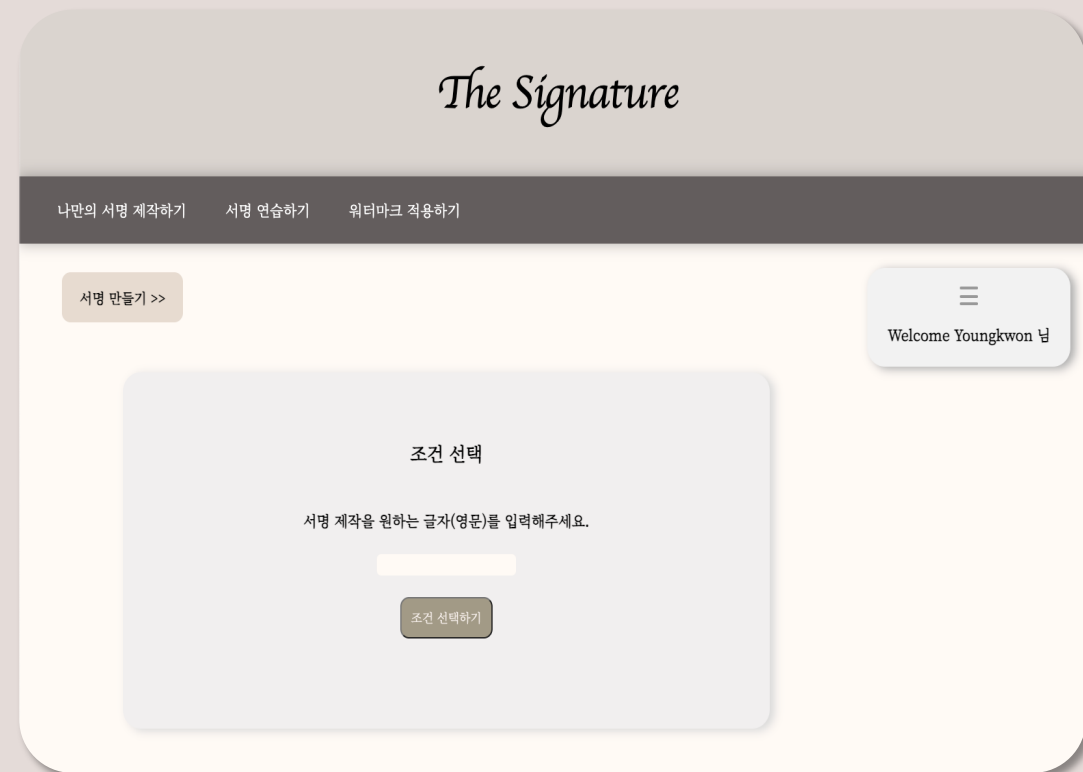 The Signature
나만의 서명 제작하기 서명 연습하기 워터마크 적용하기
서명 만들기 >>
Welcome Youngkwon 님
조건 선택
서명 제작을 원하는 글자(영문)를 입력해주세요.
조건 선택하기